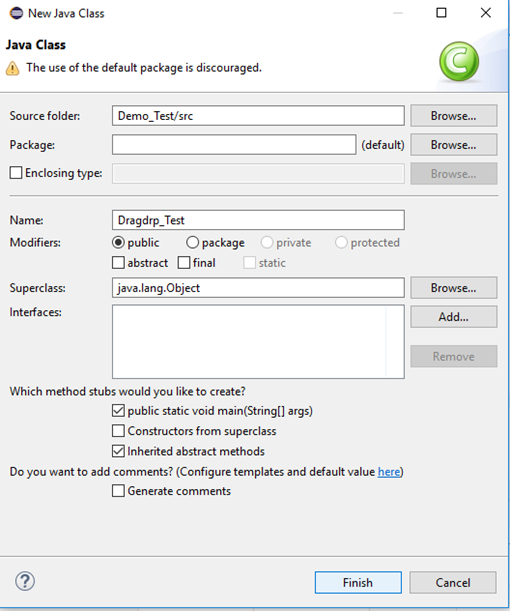 New Java Class
Java Class
The use of the default package is discouraged.
C
Source folder: Demo_Test/src Browse...
Package: (default) Browse...
Enclosing type: Browse...
Name: Dragdrp_Test
Modifiers: public package private protected
abstract final static
Superclass: java.lang.Object Browse...
Interfaces: Add...
Remove
Which method stubs would you like to create?
public static void main(String[] args)
Constructors from superclass
Inherited abstract methods
Do you want to add comments? (Configure templates and default value here)
Generate comments
? Finish Cancel